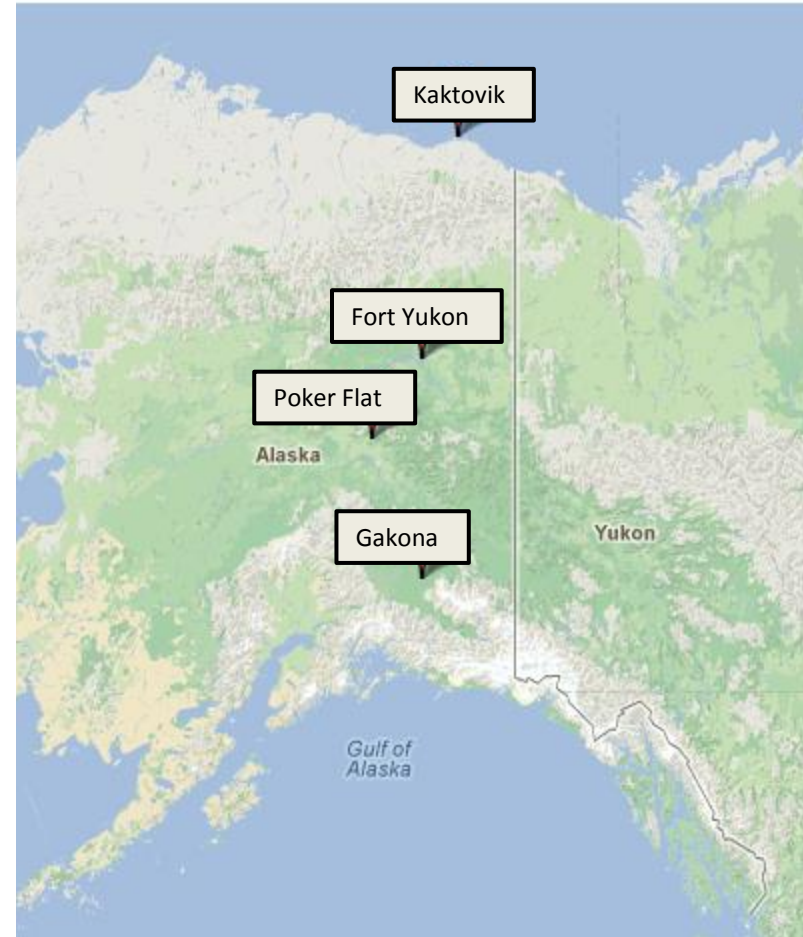 Kaktovik
Fort Yukon
Poker Flat
Alaska
Gakona
Yukon
Gulf of
Alaska